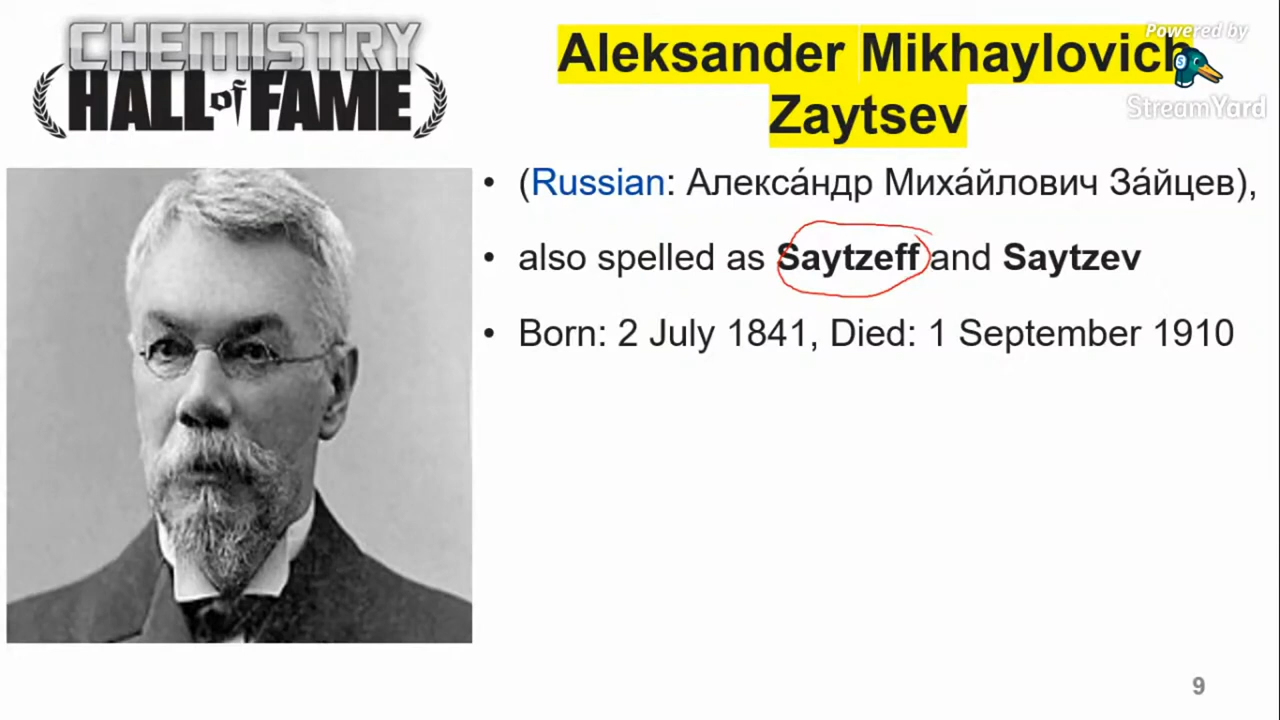 CHEMISTRY
HALL of FAME
Aleksander Mikhaylovich
Zaytsev
Powered by
StreamYard
• (Russian: Алекса́ндр Миха́йлович За́йцев),
• also spelled as Saytzeff and Saytzev
• Born: 2 July 1841, Died: 1 September 1910
9